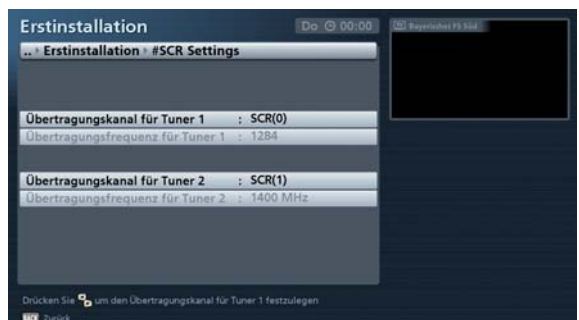 Erstinstallation
Do 00:00
Bayerisches FS Süd
.. Erstinstallation #SCR Settings
Übertragungskanal für Tuner 1 : SCR(0)
Übertragungsfrequenz für Tuner 1 : 1284
Übertragungskanal für Tuner 2 : SCR(1)
Übertragungsfrequenz für Tuner 2 : 1400 MHz
Drücken Sie um den Übertragungskanal für Tuner 1 festzulegen
BACK Zurück